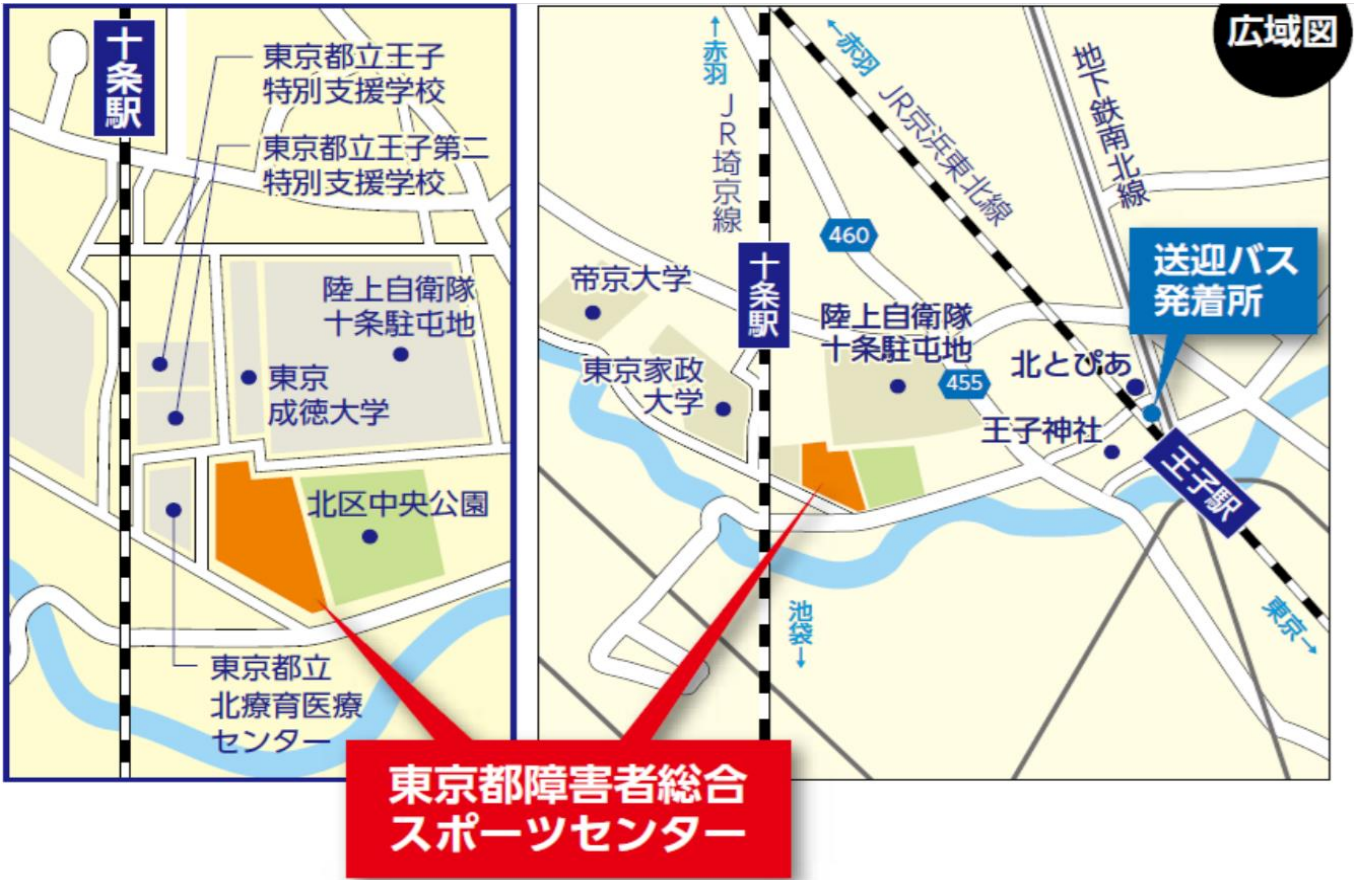 十条駅
東京都立王子
特別支援学校
東京都立王子第二
特別支援学校
陸上自衛隊
十条駐屯地
東京
成徳大学
北区中央公園
東京都立
北療育医療
センター
広域図
↑赤羽
JR埼京線
←赤羽
JR京浜東北線
地下鉄南北線
460
送迎バス
発着所
帝京大学
十条駅
陸上自衛隊
十条駐屯地
455
北とぴあ
東京家政
大学
王子神社
王子駅
池袋→
東京→
東京都障害者総合
スポーツセンター